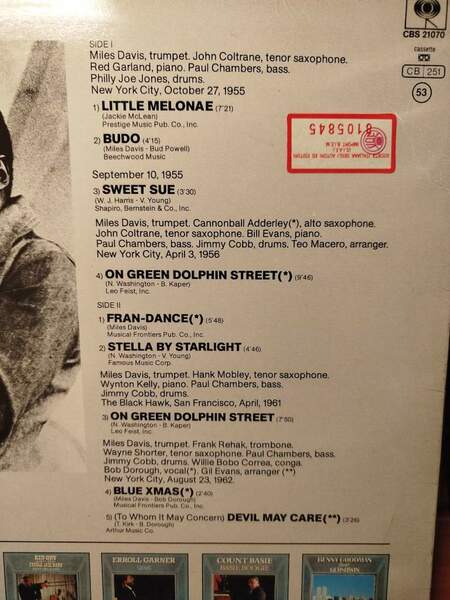 CBS
CBS 21070
cassette
CB 251
53
SIDE I
Miles Davis, trumpet. John Coltrane, tenor saxophone.
Red Garland, piano. Paul Chambers, bass.
Philly Joe Jones, drums.
New York City, October 27, 1955
1) LITTLE MELONAE (7'21)
(Jackie McLean)
Prestige Music Pub. Co., Inc.
2) BUDO (4'15)
(Miles Davis - Bud Powell)
Beechwood Music
8105845
September 10, 1955
3) SWEET SUE (3'30)
(W. J. Harris - V. Young)
Shapiro, Bernstein & Co., Inc.
Miles Davis, trumpet. Cannonball Adderley(*), alto saxophone.
John Coltrane, tenor saxophone. Bill Evans, piano.
Paul Chambers, bass. Jimmy Cobb, drums. Teo Macero, arranger.
New York City, April 3, 1956
4) ON GREEN DOLPHIN STREET(*) (9'46)
(N. Washington - B. Kaper)
Leo Feist, Inc.
SIDE II
1) FRAN-DANCE(*) (5'48)
(Miles Davis)
Musical Frontiers Pub. Co., Inc.
2) STELLA BY STARLIGHT (4'46)
(N. Washington - V. Young)
Famous Music Corp.
Miles Davis, trumpet. Hank Mobley, tenor saxophone.
Wynton Kelly, piano. Paul Chambers, bass.
Jimmy Cobb, drums.
The Black Hawk, San Francisco, April, 1961
3) ON GREEN DOLPHIN STREET (7'50)
(N. Washington - B. Kaper)
Leo Feist, Inc.
Miles Davis, trumpet. Frank Rehak, trombone.
Wayne Shorter, tenor saxophone. Paul Chambers, bass.
Jimmy Cobb, drums. Willie Bobo Correa, conga.
Bob Dorough, vocal(*). Gil Evans, arranger (**)
New York City, August 23, 1962.
4) BLUE XMAS(*) (2'40)
(Miles Davis - Bob Dorough)
Musical Frontiers Pub. Co., Inc.
5) (To Whom It May Concern) DEVIL MAY CARE(**) (3'26)
(T. Kirk - B. Dorough)
Arthur Music Co.
ERROLL GARNER
COUNT BASIE
BASIE BOOGIE
BENNY GOODMAN
GERSHWIN